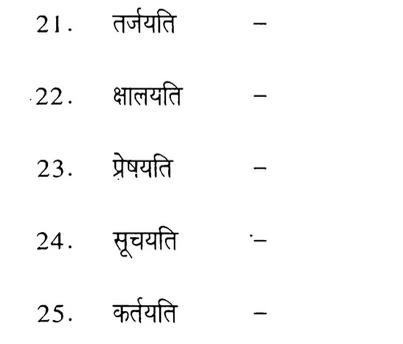 21. तर्जयति –
22. क्षालयति –
23. प्रेषयति –
24. सूचयति –
25. कर्तयति –